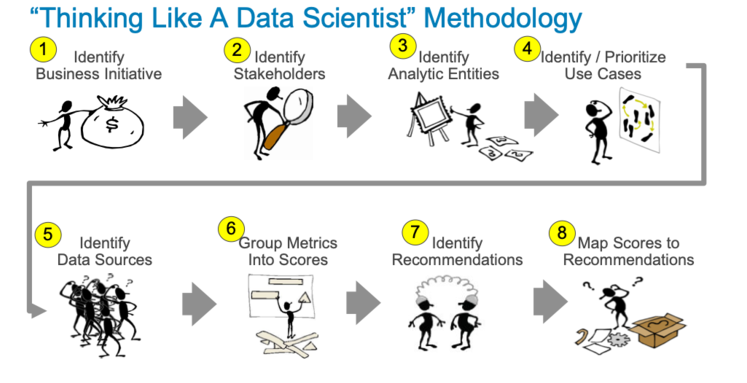 “Thinking Like A Data Scientist” Methodology
1
Identify
Business Initiative
2
Identify
Stakeholders
3
Identify
Analytic Entities
4
Identify / Prioritize
Use Cases
$
5
Identify
Data Sources
6
Group Metrics
Into Scores
7
Identify
Recommendations
8
Map Scores to
Recommendations
? ? ?
? ?